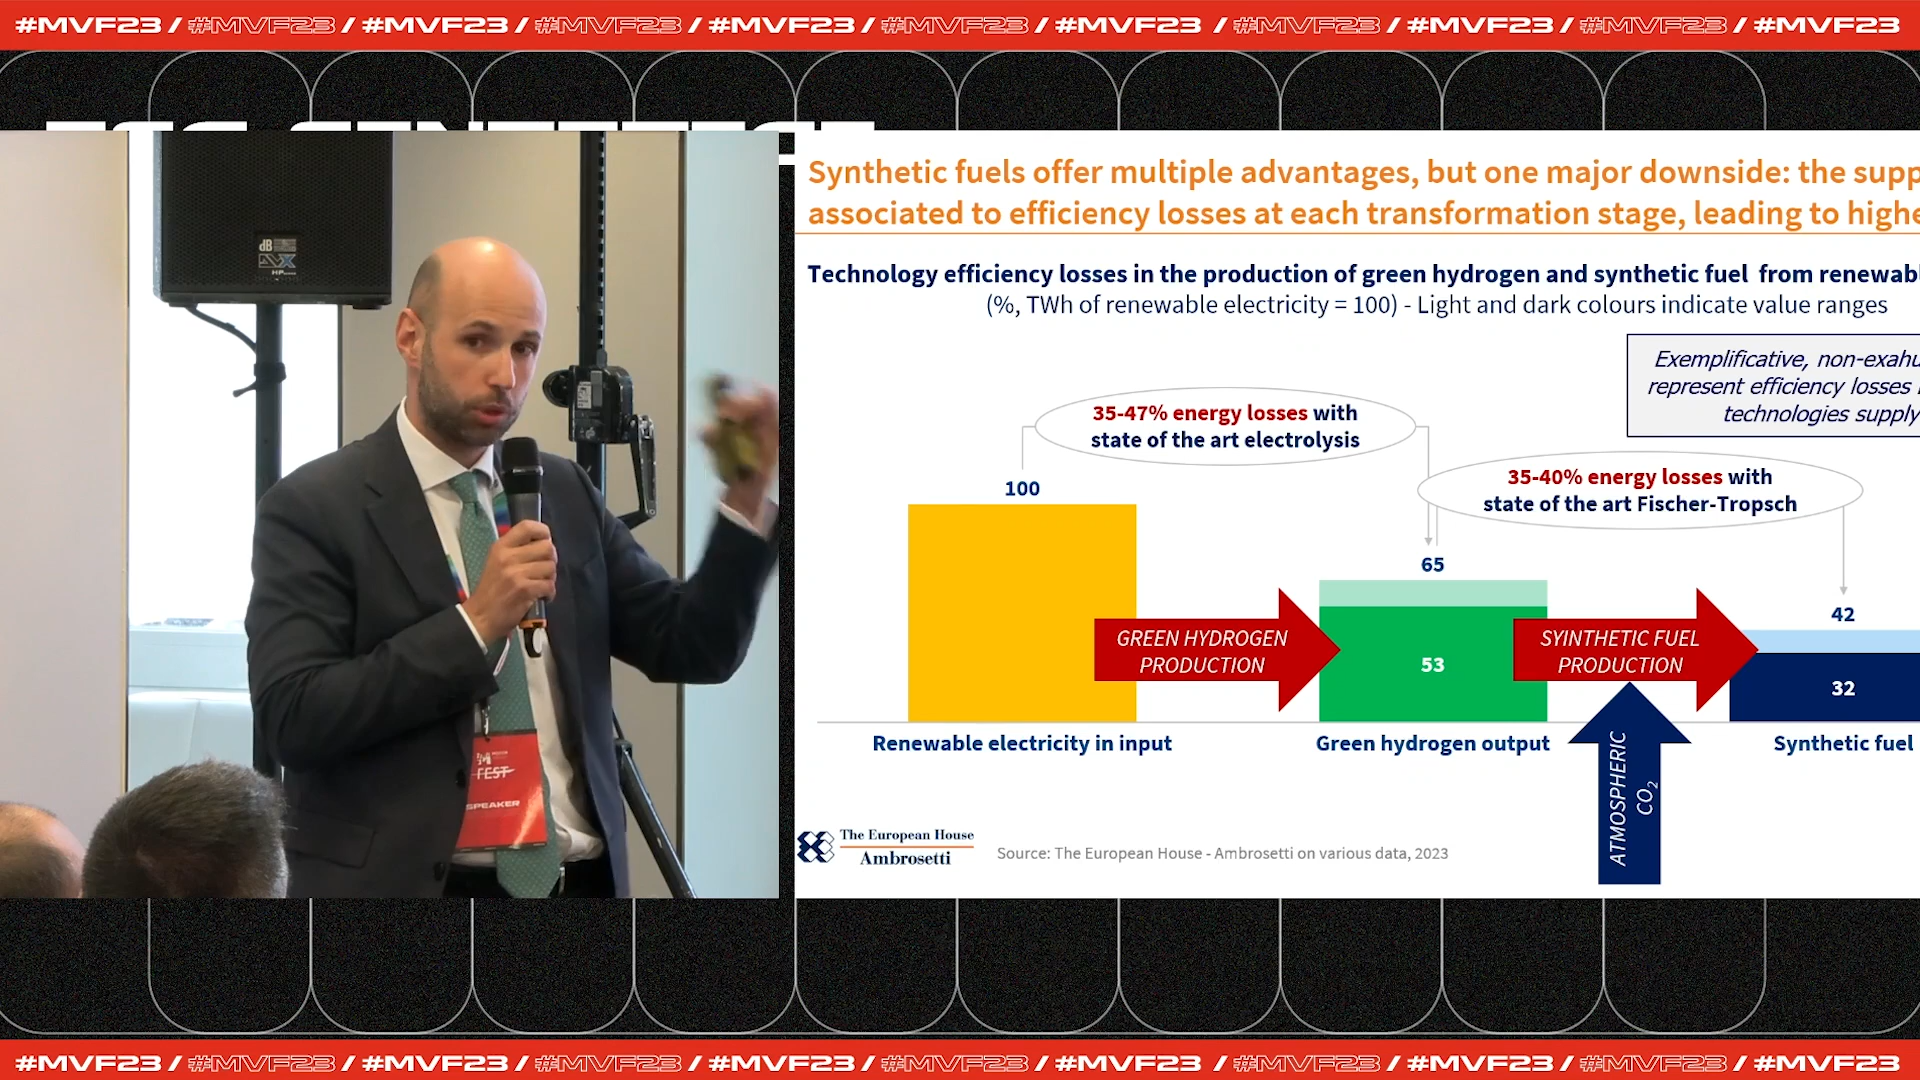 #MVF23 / #MVF23 / #MVF23 / #MVF23 / #MVF23 / #MVF23 / #MVF23 / #MVF23 / #MVF23 / #MVF23 / #MVF23
Synthetic fuels offer multiple advantages, but one major downside: the supp
associated to efficiency losses at each transformation stage, leading to highe
Technology efficiency losses in the production of green hydrogen and synthetic fuel from renewabl
(%, TWh of renewable electricity = 100) - Light and dark colours indicate value ranges
Exemplificative, non-exahu
represent efficiency losses
technologies supply
35-47% energy losses with
state of the art electrolysis
35-40% energy losses with
state of the art Fischer-Tropsch
100
65
42
GREEN HYDROGEN
PRODUCTION
53
SYINTHETIC FUEL
PRODUCTION
32
Renewable electricity in input
Green hydrogen output
Synthetic fuel
ATMOSPHERIC
CO₂
The European House
Ambrosetti
Source: The European House - Ambrosetti on various data, 2023
dB
FEST
SPEAKER
#MVF23 / #MVF23 / #MVF23 / #MVF23 / #MVF23 / #MVF23 / #MVF23 / #MVF23 / #MVF23 / #MVF23 / #MVF23